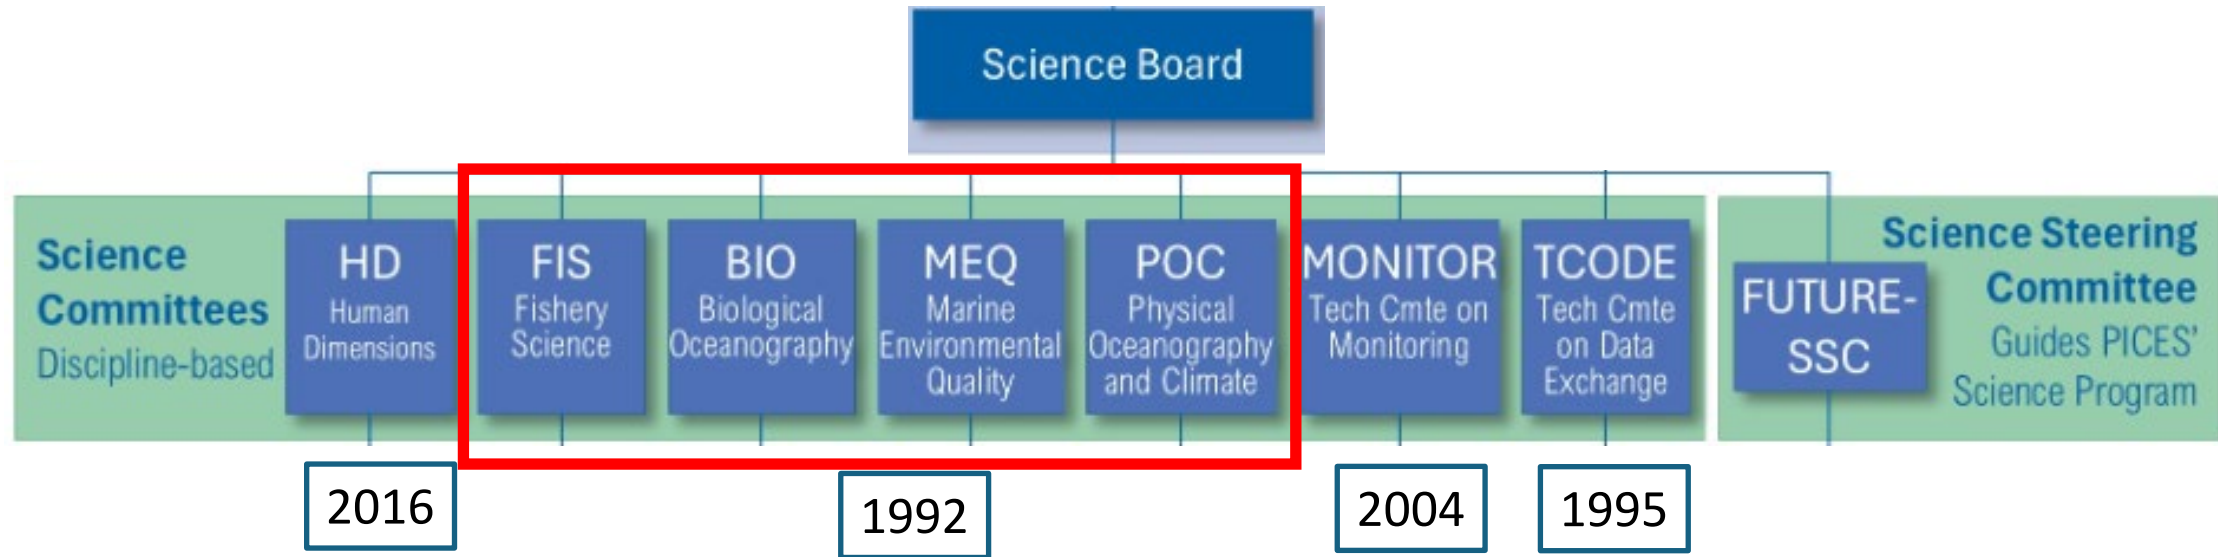 Science Board
Science
Committees
Discipline-based
HD
Human
Dimensions
FIS
Fishery
Science
BIO
Biological
Oceanography
MEQ
Marine
Environmental
Quality
POC
Physical
Oceanography
and Climate
MONITOR
Tech Cmte on
Monitoring
TCODE
Tech Cmte
on Data
Exchange
FUTURE-
SSC
Science Steering
Committee
Guides PICES'
Science Program
2016
1992
2004
1995